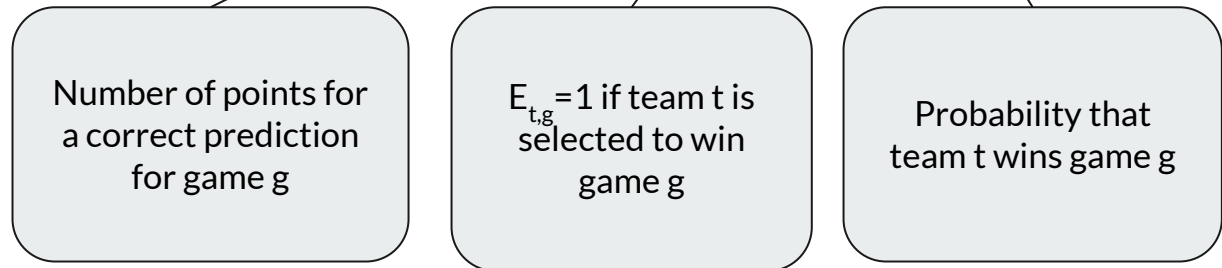 Number of points for
a correct prediction
for game g
E_t,g=1 if team t is
selected to win
game g
Probability that
team t wins game g